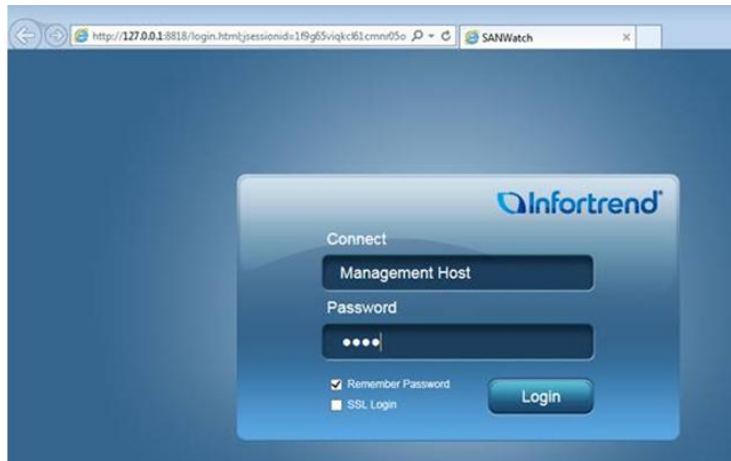 http://127.0.0.1:8818/login.html;jsessionid=1f9g65viqkcl61cmnr05o
SANWatch
Infortrend®
Connect
Management Host
Password
••••
Remember Password
SSL Login
Login